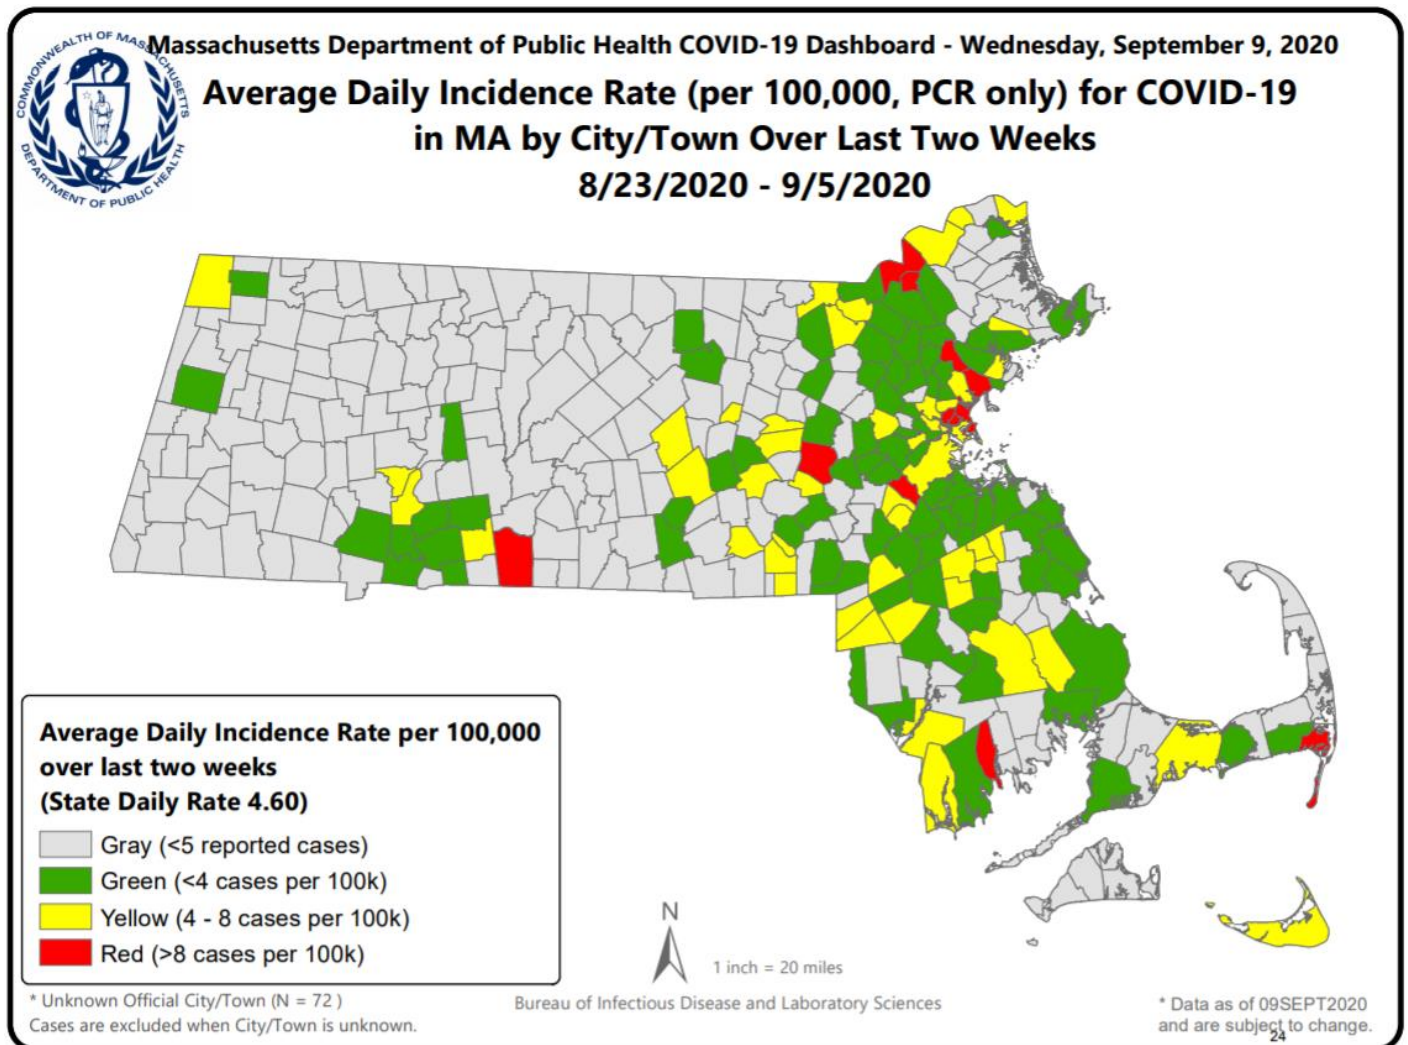 COMMONWEALTH OF MASSACHUSETTS
DEPARTMENT OF PUBLIC HEALTH
Massachusetts Department of Public Health COVID-19 Dashboard - Wednesday, September 9, 2020
Average Daily Incidence Rate (per 100,000, PCR only) for COVID-19
in MA by City/Town Over Last Two Weeks
8/23/2020 - 9/5/2020
Average Daily Incidence Rate per 100,000
over last two weeks
(State Daily Rate 4.60)
Gray (<5 reported cases)
Green (<4 cases per 100k)
Yellow (4 - 8 cases per 100k)
Red (>8 cases per 100k)
N
1 inch = 20 miles
* Unknown Official City/Town (N = 72 )
Cases are excluded when City/Town is unknown.
Bureau of Infectious Disease and Laboratory Sciences
* Data as of 09SEPT2020
and are subject to change.
24